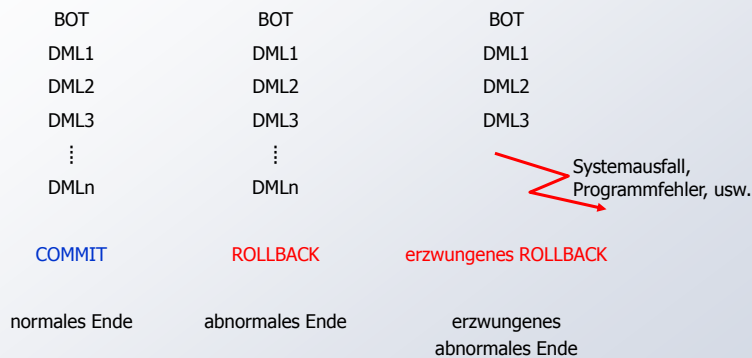 BOT BOT BOT
DML1 DML1 DML1
DML2 DML2 DML2
DML3 DML3 DML3
⋮ ⋮
Systemausfall,
DMLn DMLn Programmfehler, usw.
COMMIT ROLLBACK erzwungenes ROLLBACK
normales Ende abnormales Ende erzwungenes
abnormales Ende